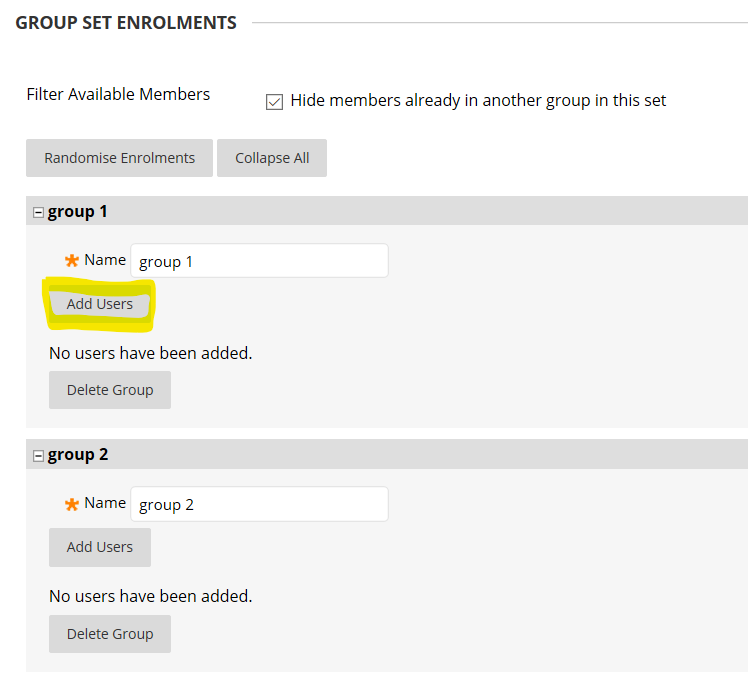 GROUP SET ENROLMENTS
Filter Available Members
Hide members already in another group in this set
Randomise Enrolments
Collapse All
group 1
Name
group 1
Add Users
No users have been added.
Delete Group
group 2
Name
group 2
Add Users
No users have been added.
Delete Group